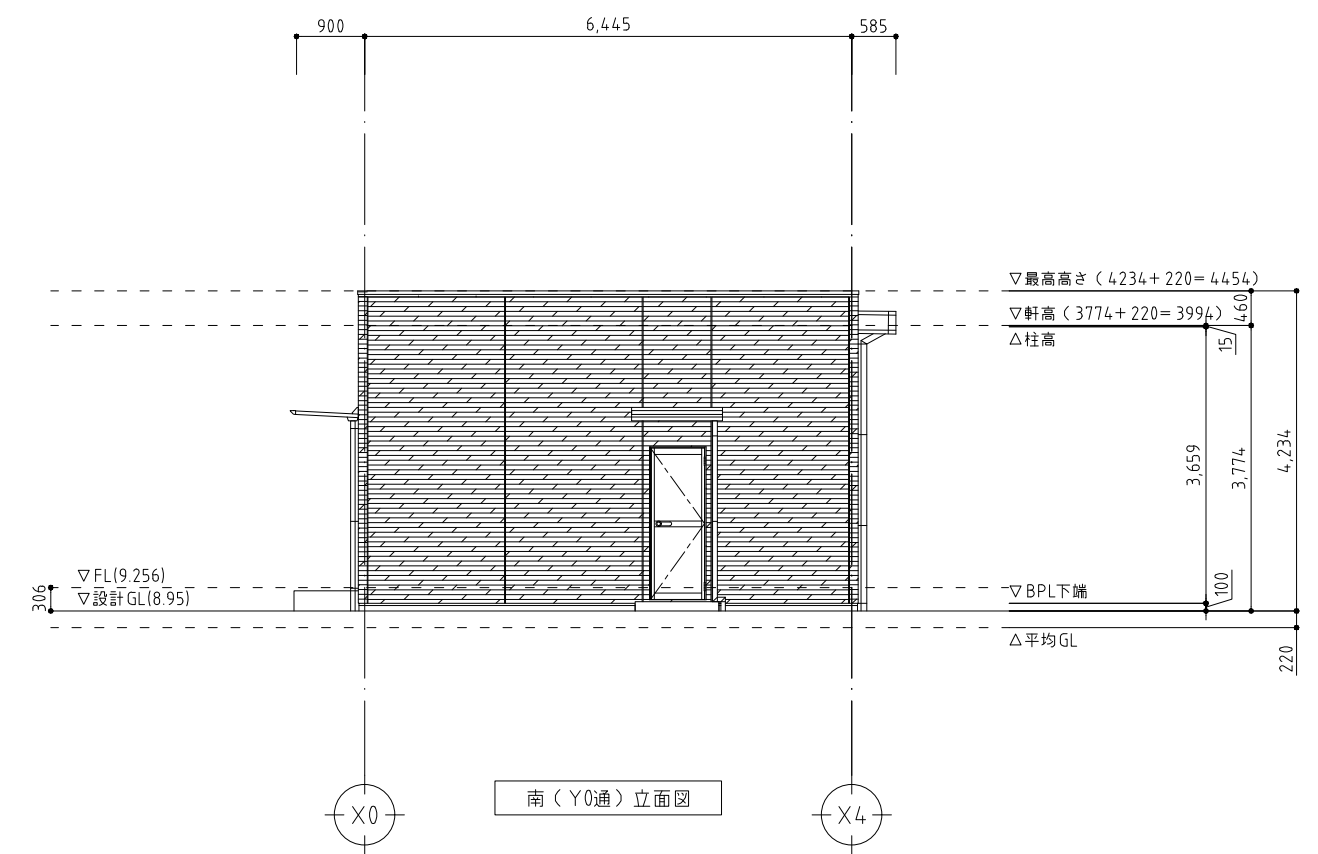 900
6,445
585
▽最高高さ（4234＋220＝4454）
460
▽軒高（3774＋220＝3994）
△柱高
15
3,659
3,774
4,234
▽FL(9.256)
306
▽設計GL(8.95)
▽BPL下端
100
△平均GL
220
南（Y0通）立面図
X0
X4